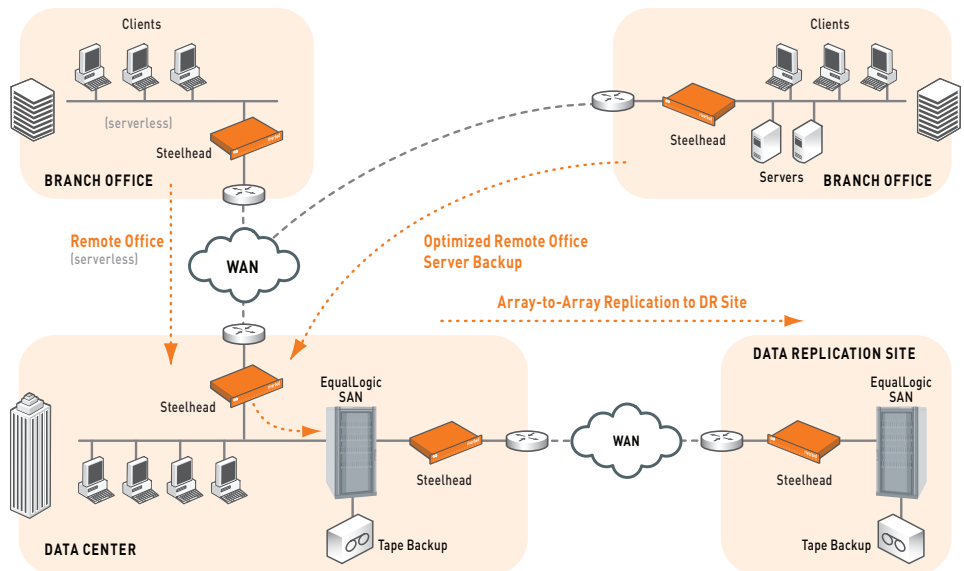 Clients
(serverless)
Steelhead
BRANCH OFFICE
Clients
Steelhead
Servers
BRANCH OFFICE
Remote Office
(serverless)
WAN
Optimized Remote Office
Server Backup
Array-to-Array Replication to DR Site
Steelhead
EqualLogic
SAN
Steelhead
Tape Backup
DATA CENTER
WAN
DATA REPLICATION SITE
Steelhead
EqualLogic
SAN
Tape Backup